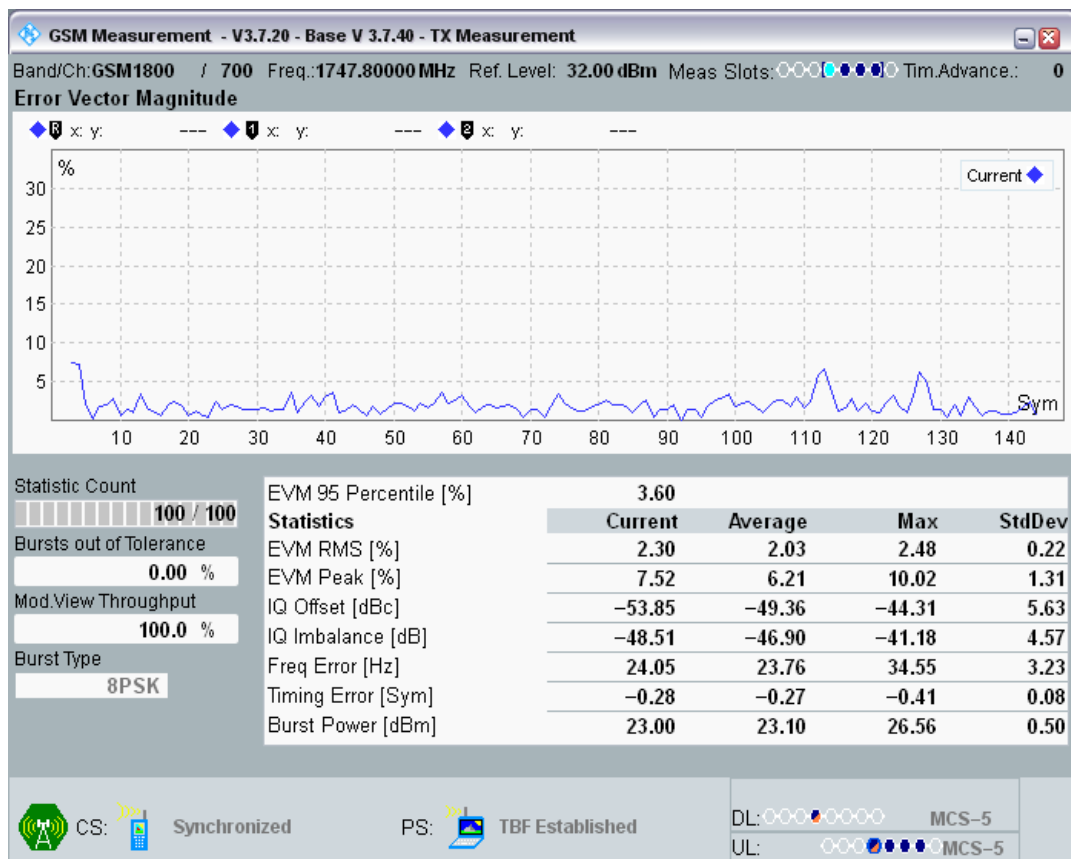 GSM Measurement - V3.7.20 - Base V 3.7.40 - TX Measurement
Band/Ch:GSM1800 / 700 Freq.:1747.80000 MHz Ref. Level: 32.00 dBm Meas Slots: Tim.Advance.: 0
Error Vector Magnitude
R x: y: --- 1 x: y: --- 2 x: y: ---
%
Current
30
25
20
15
10
5
Sym
10 20 30 40 50 60 70 80 90 100 110 120 130 140
Statistic Count
100 / 100
Bursts out of Tolerance
0.00 %
Mod.View Throughput
100.0 %
Burst Type
8PSK
EVM 95 Percentile [%] 3.60
Statistics Current Average Max StdDev
EVM RMS [%] 2.30 2.03 2.48 0.22
EVM Peak [%] 7.52 6.21 10.02 1.31
IQ Offset [dBc] −53.85 −49.36 −44.31 5.63
IQ Imbalance [dB] −48.51 −46.90 −41.18 4.57
Freq Error [Hz] 24.05 23.76 34.55 3.23
Timing Error [Sym] −0.28 −0.27 −0.41 0.08
Burst Power [dBm] 23.00 23.10 26.56 0.50
CS: Synchronized PS: TBF Established
DL: MCS−5
UL: MCS−5